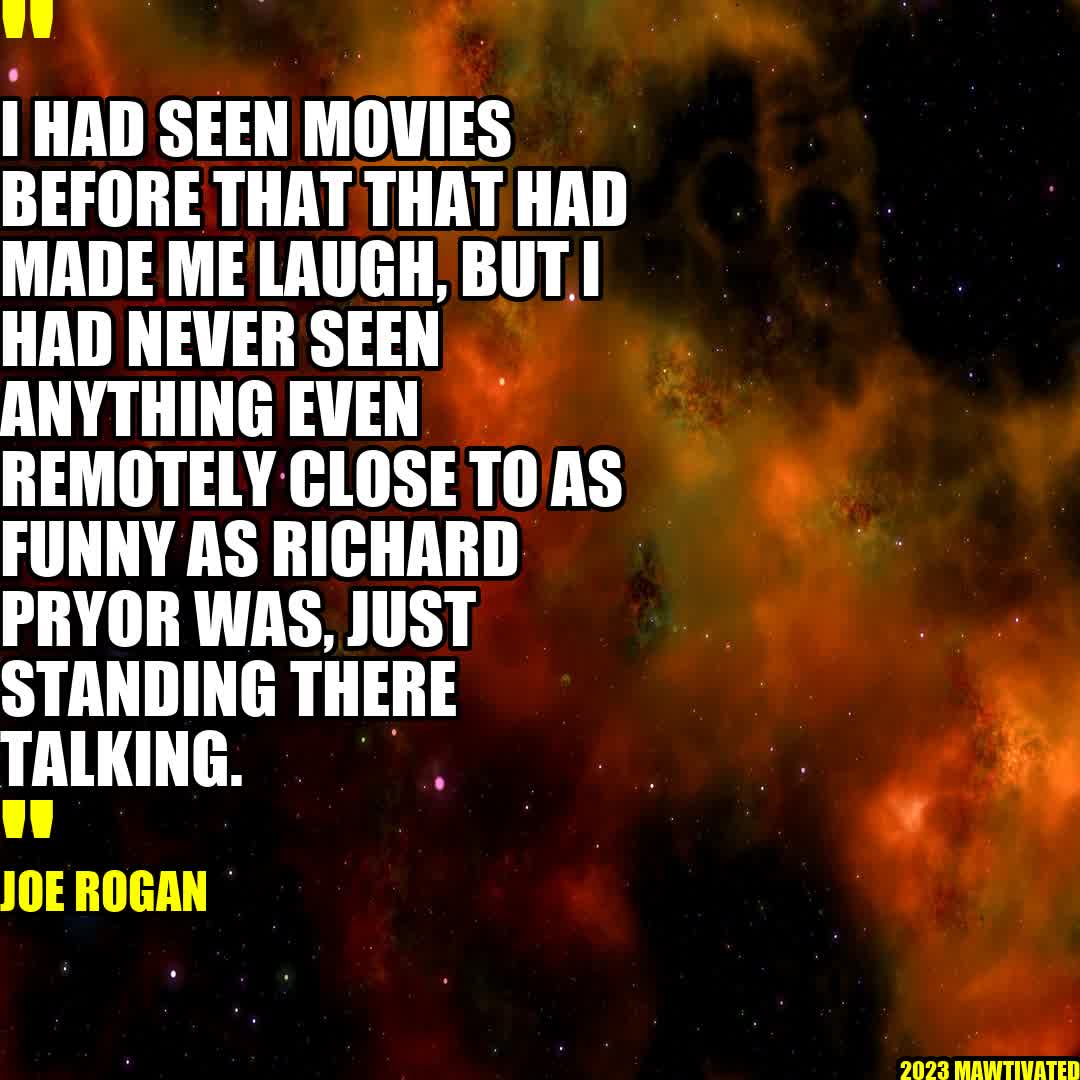 "
I HAD SEEN MOVIES
BEFORE THAT THAT HAD
MADE ME LAUGH, BUT I
HAD NEVER SEEN
ANYTHING EVEN
REMOTELY CLOSE TO AS
FUNNY AS RICHARD
PRYOR WAS, JUST
STANDING THERE
TALKING.
"
JOE ROGAN
2023 MAWTIVATED